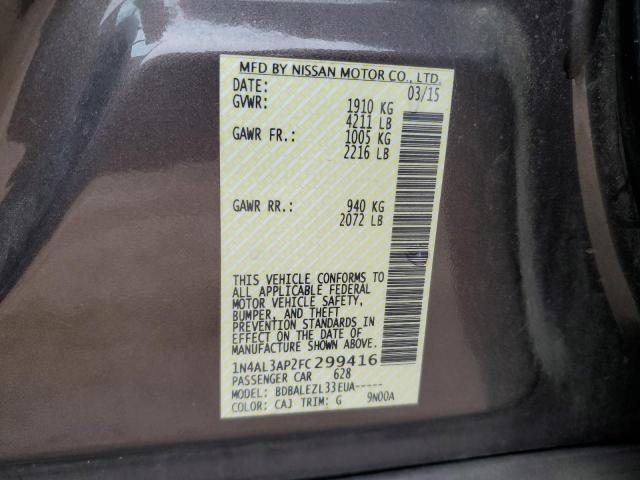 MFD BY NISSAN MOTOR CO., LTD.
DATE: 03/15
GVWR: 1910 KG
4211 LB
GAWR FR.: 1005 KG
2216 LB
GAWR RR.: 940 KG
2072 LB
THIS VEHICLE CONFORMS TO
ALL APPLICABLE FEDERAL
MOTOR VEHICLE SAFETY,
BUMPER, AND THEFT
PREVENTION STANDARDS IN
EFFECT ON THE DATE OF
MANUFACTURE SHOWN ABOVE.
1N4AL3AP2FC299416
PASSENGER CAR 628
MODEL: BDBALEZL33EUA-----
COLOR: CAJ TRIM: G 9N00A